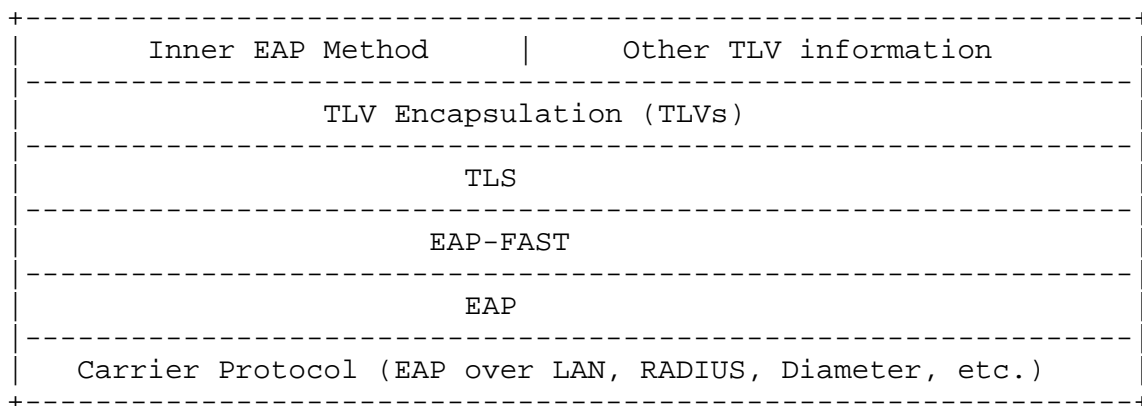 +---------------------------------------------------------------+
| Inner EAP Method | Other TLV information |
|---------------------------------------------------------------|
| TLV Encapsulation (TLVs) |
|---------------------------------------------------------------|
| TLS |
|---------------------------------------------------------------|
| EAP-FAST |
|---------------------------------------------------------------|
| EAP |
|---------------------------------------------------------------|
| Carrier Protocol (EAP over LAN, RADIUS, Diameter, etc.) |
+---------------------------------------------------------------+